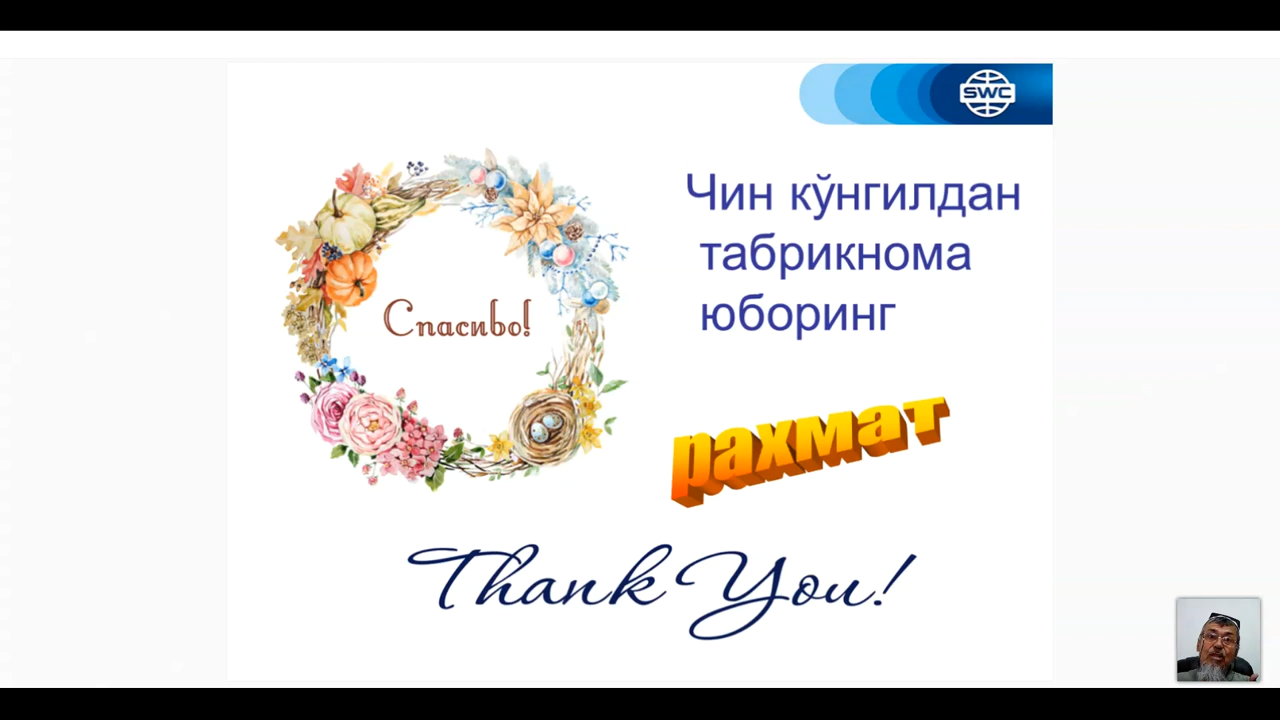 SWC
Чин кўнгилдан
табрикнома
юборинг
Спасибо!
рахмат
Thank You!